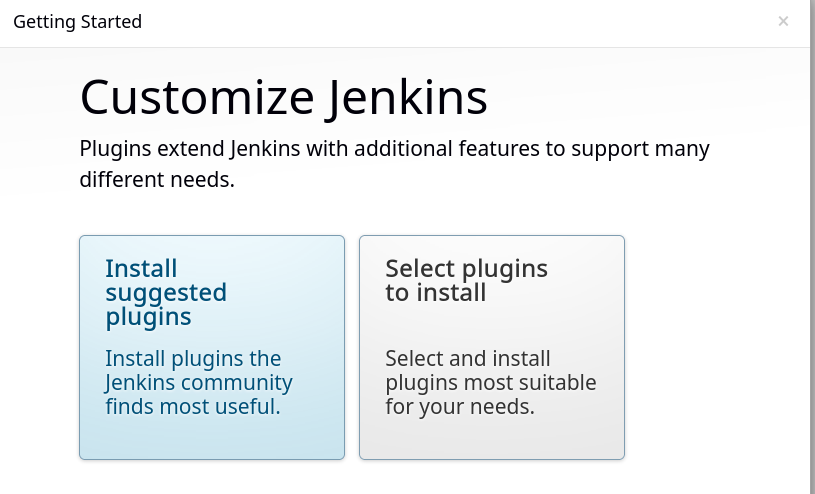 Getting Started
×
Customize Jenkins
Plugins extend Jenkins with additional features to support many
different needs.
Install
suggested
plugins
Install plugins the
Jenkins community
finds most useful.
Select plugins
to install
Select and install
plugins most suitable
for your needs.